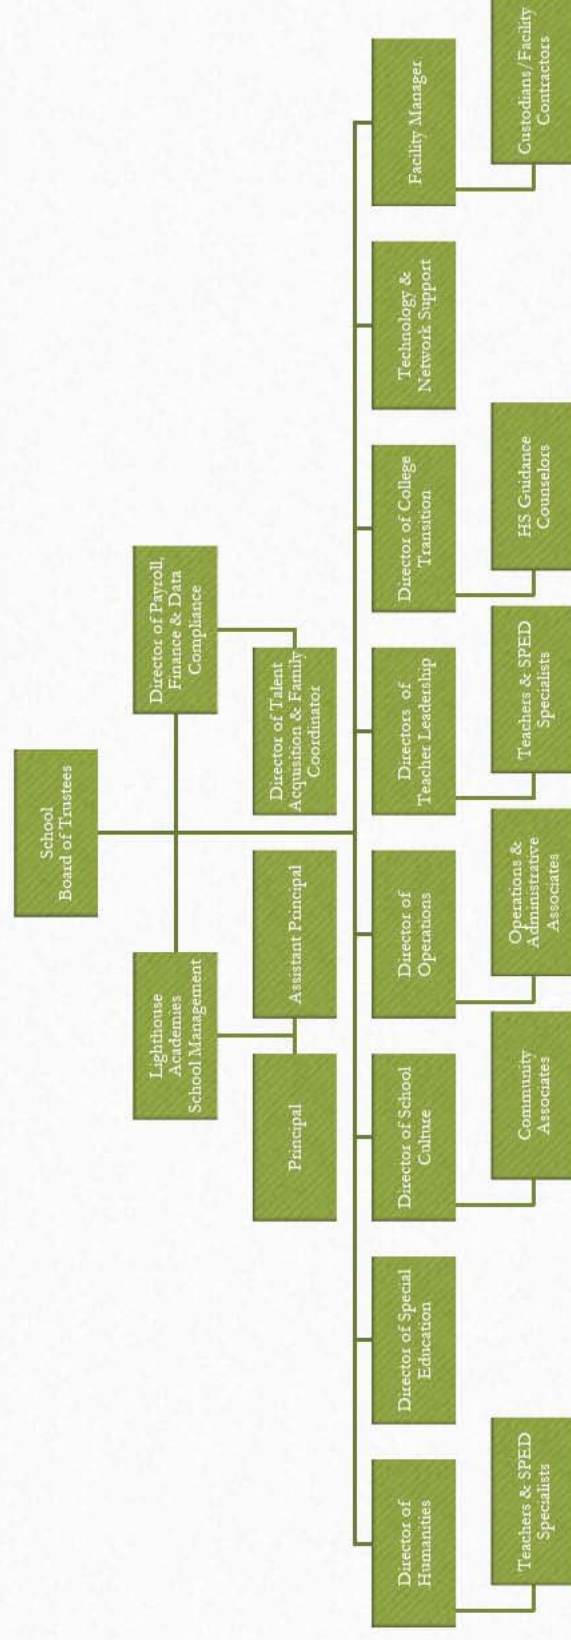 School
Board of Trustees
Lighthouse
Academies
School Management
Director of Payroll,
Finance & Data
Compliance
Principal
Assistant Principal
Director of Talent
Acquisition & Family
Coordinator
Director of
Humanities
Director of Special
Education
Director of School
Culture
Director of
Operations
Directors of
Teacher Leadership
Director of College
Transition
Technology &
Network Support
Facility Manager
Teachers & SPED
Specialists
Community
Associates
Operations &
Administrative
Associates
Teachers & SPED
Specialists
HS Guidance
Counselors
Custodians/Facility
Contractors